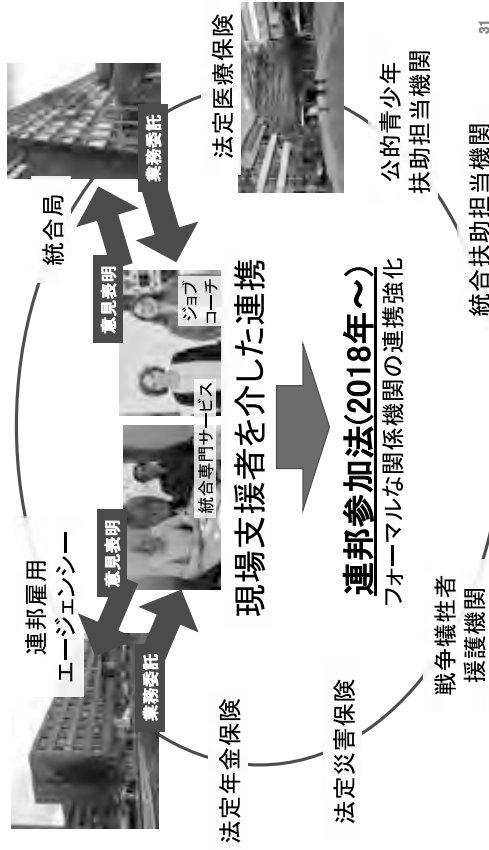 連邦雇用
エージェンシー
統合局
意見表明
業務委託
意見表明
業務委託
統合専門サービス
ジョブ
コーチ
法定年金保険
現場支援者を介した連携
法定医療保険
法定災害保険
連邦参加法(2018年~)
フォーマルな関係機関の連携強化
公的青少年
扶助担当機関
戦争犠牲者
援護機関
統合扶助担当機関
31